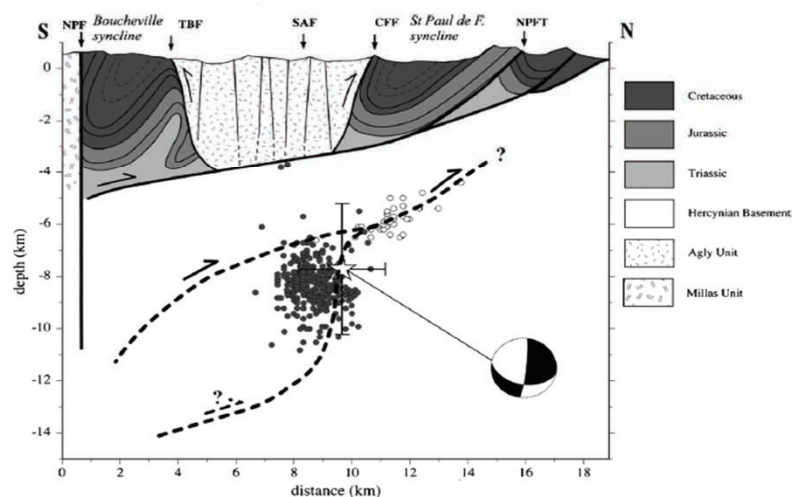 S
NPF
Boucheville
syncline
TBF
SAF
CFF
St Paul de F.
syncline
NPFT
N
0
-2
-4
-6
-8
-10
-12
-14
depth (km)
?
?
0
2
4
6
8
10
12
14
16
18
distance (km)
Cretaceous
Jurassic
Triassic
Hercynian Basement
Agly Unit
Millas Unit